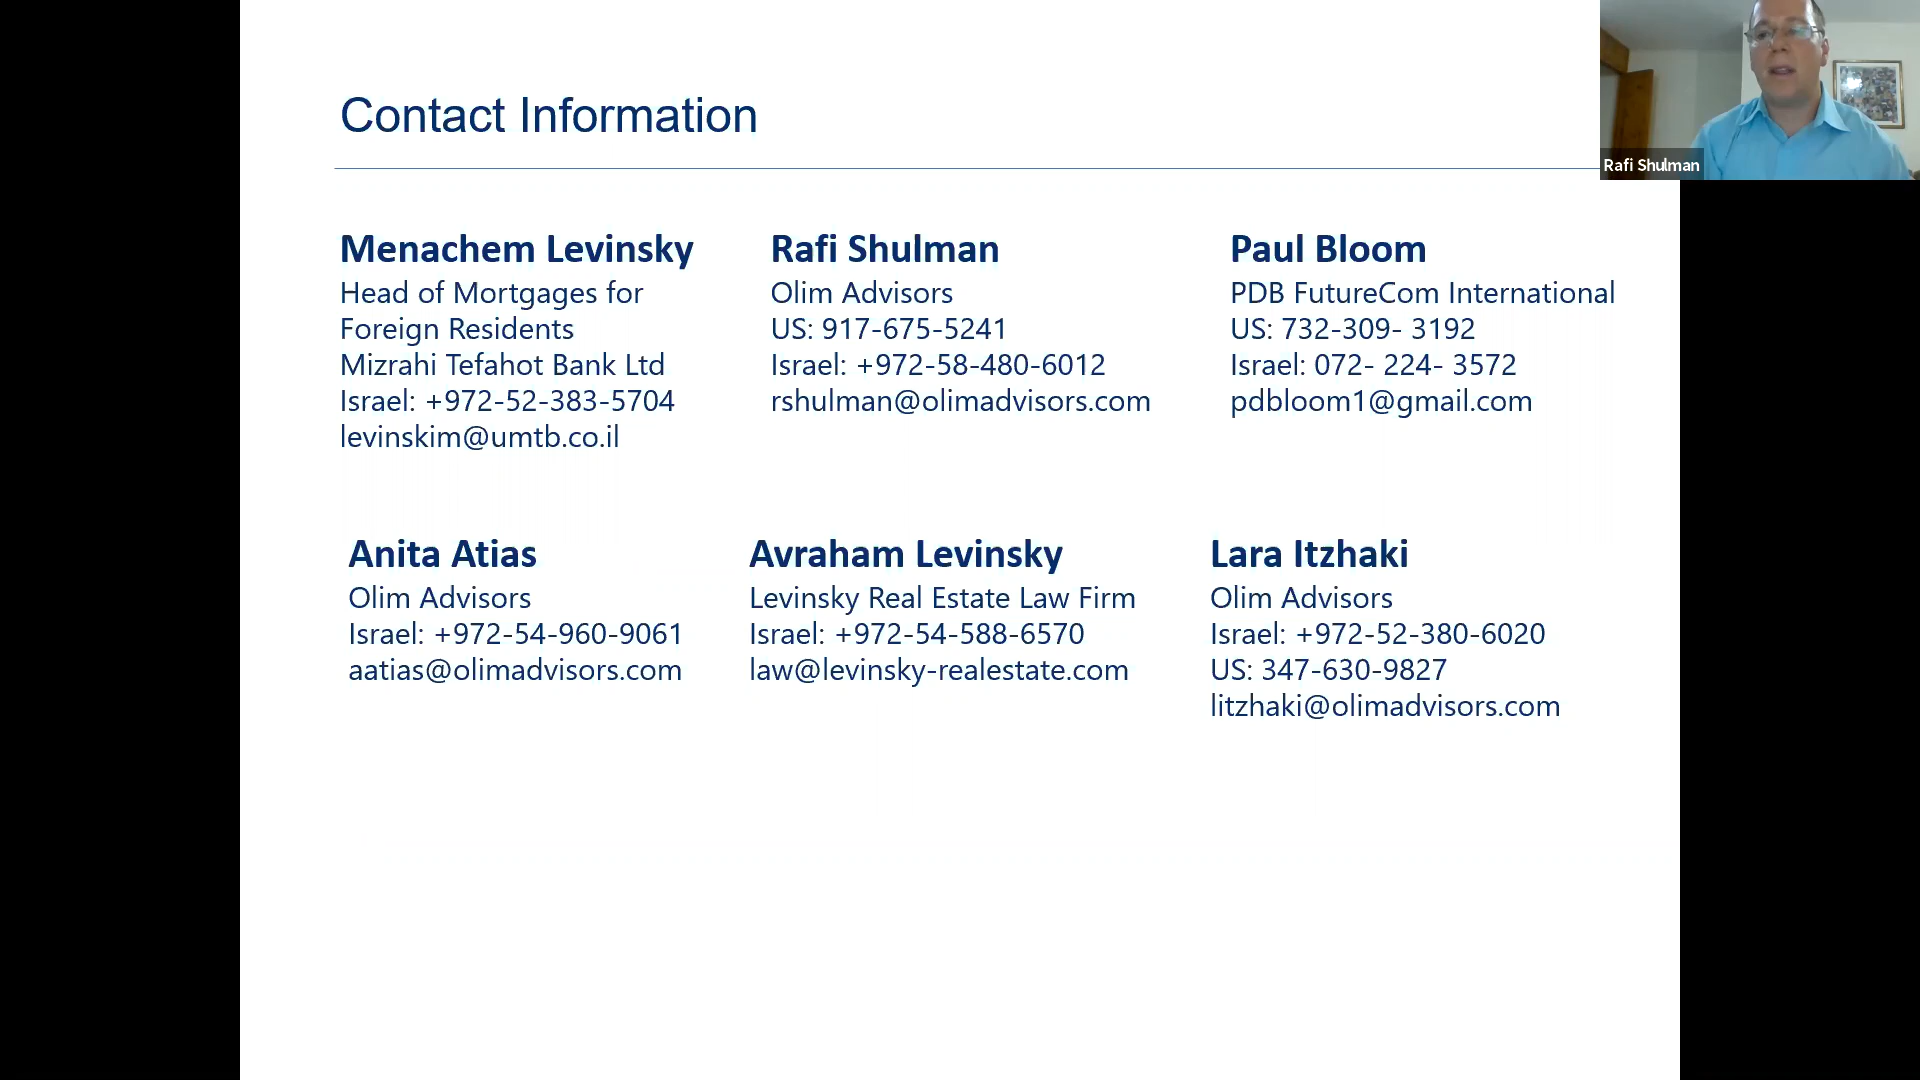 Contact Information
Rafi Shulman
Menachem Levinsky
Head of Mortgages for
Foreign Residents
Mizrahi Tefahot Bank Ltd
Israel: +972-52-383-5704
levinskim@umtb.co.il
Rafi Shulman
Olim Advisors
US: 917-675-5241
Israel: +972-58-480-6012
rshulman@olimadvisors.com
Paul Bloom
PDB FutureCom International
US: 732-309- 3192
Israel: 072- 224- 3572
pdbloom1@gmail.com
Anita Atias
Olim Advisors
Israel: +972-54-960-9061
aatias@olimadvisors.com
Avraham Levinsky
Levinsky Real Estate Law Firm
Israel: +972-54-588-6570
law@levinsky-realestate.com
Lara Itzhaki
Olim Advisors
Israel: +972-52-380-6020
US: 347-630-9827
litzhaki@olimadvisors.com